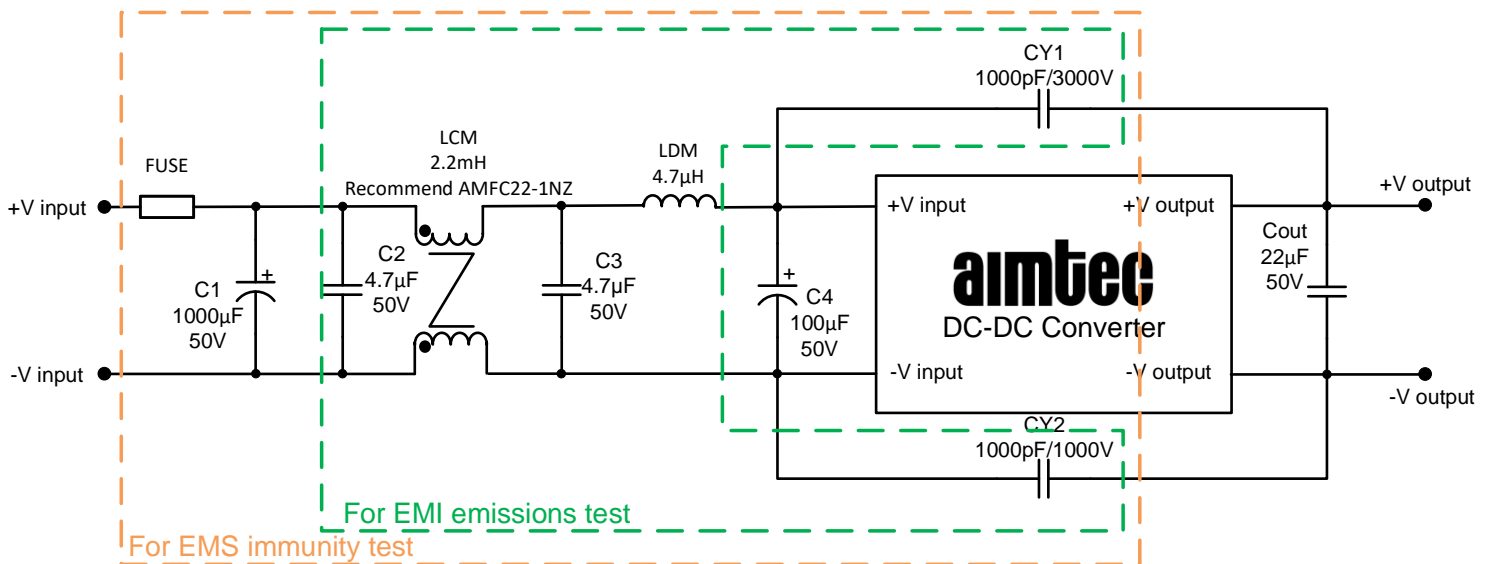 CY1
1000pF/3000V
LCM
2.2mH
Recommend AMFC22-1NZ
LDM
4.7µH
FUSE
+V input
C1
1000µF
50V
+
C2
4.7µF
50V
C3
4.7µF
50V
+
C4
100µF
50V
+V input
+V output
aimtec
DC-DC Converter
-V input
-V output
Cout
22µF
50V
+V output
-V input
-V output
CY2
1000pF/1000V
For EMI emissions test
For EMS immunity test